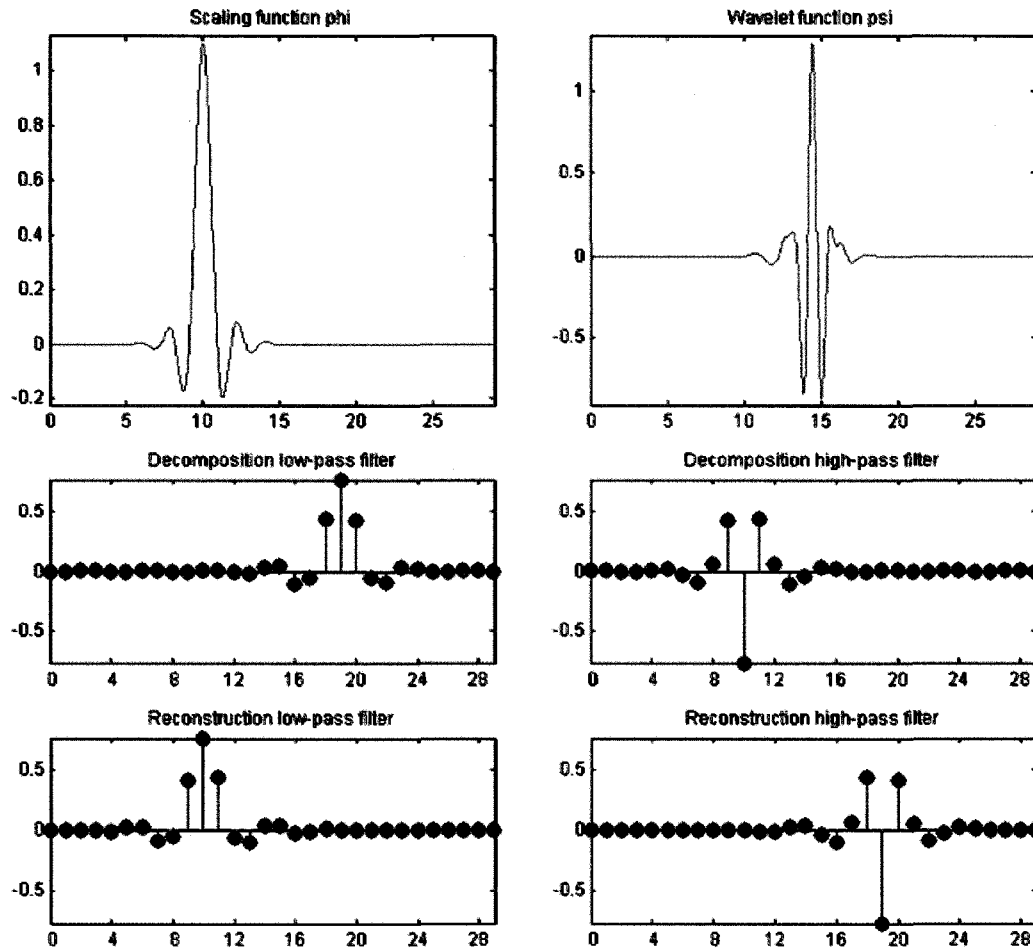 Scaling function phi
1
0.8
0.6
0.4
0.2
0
-0.2
0 5 10 15 20 25
Wavelet function psi
1
0.5
0
-0.5
0 5 10 15 20 25
Decomposition low-pass filter
0.5
0
-0.5
0 4 8 12 16 20 24 28
Decomposition high-pass filter
0.5
0
-0.5
0 4 8 12 16 20 24 28
Reconstruction low-pass filter
0.5
0
-0.5
0 4 8 12 16 20 24 28
Reconstruction high-pass filter
0.5
0
-0.5
0 4 8 12 16 20 24 28